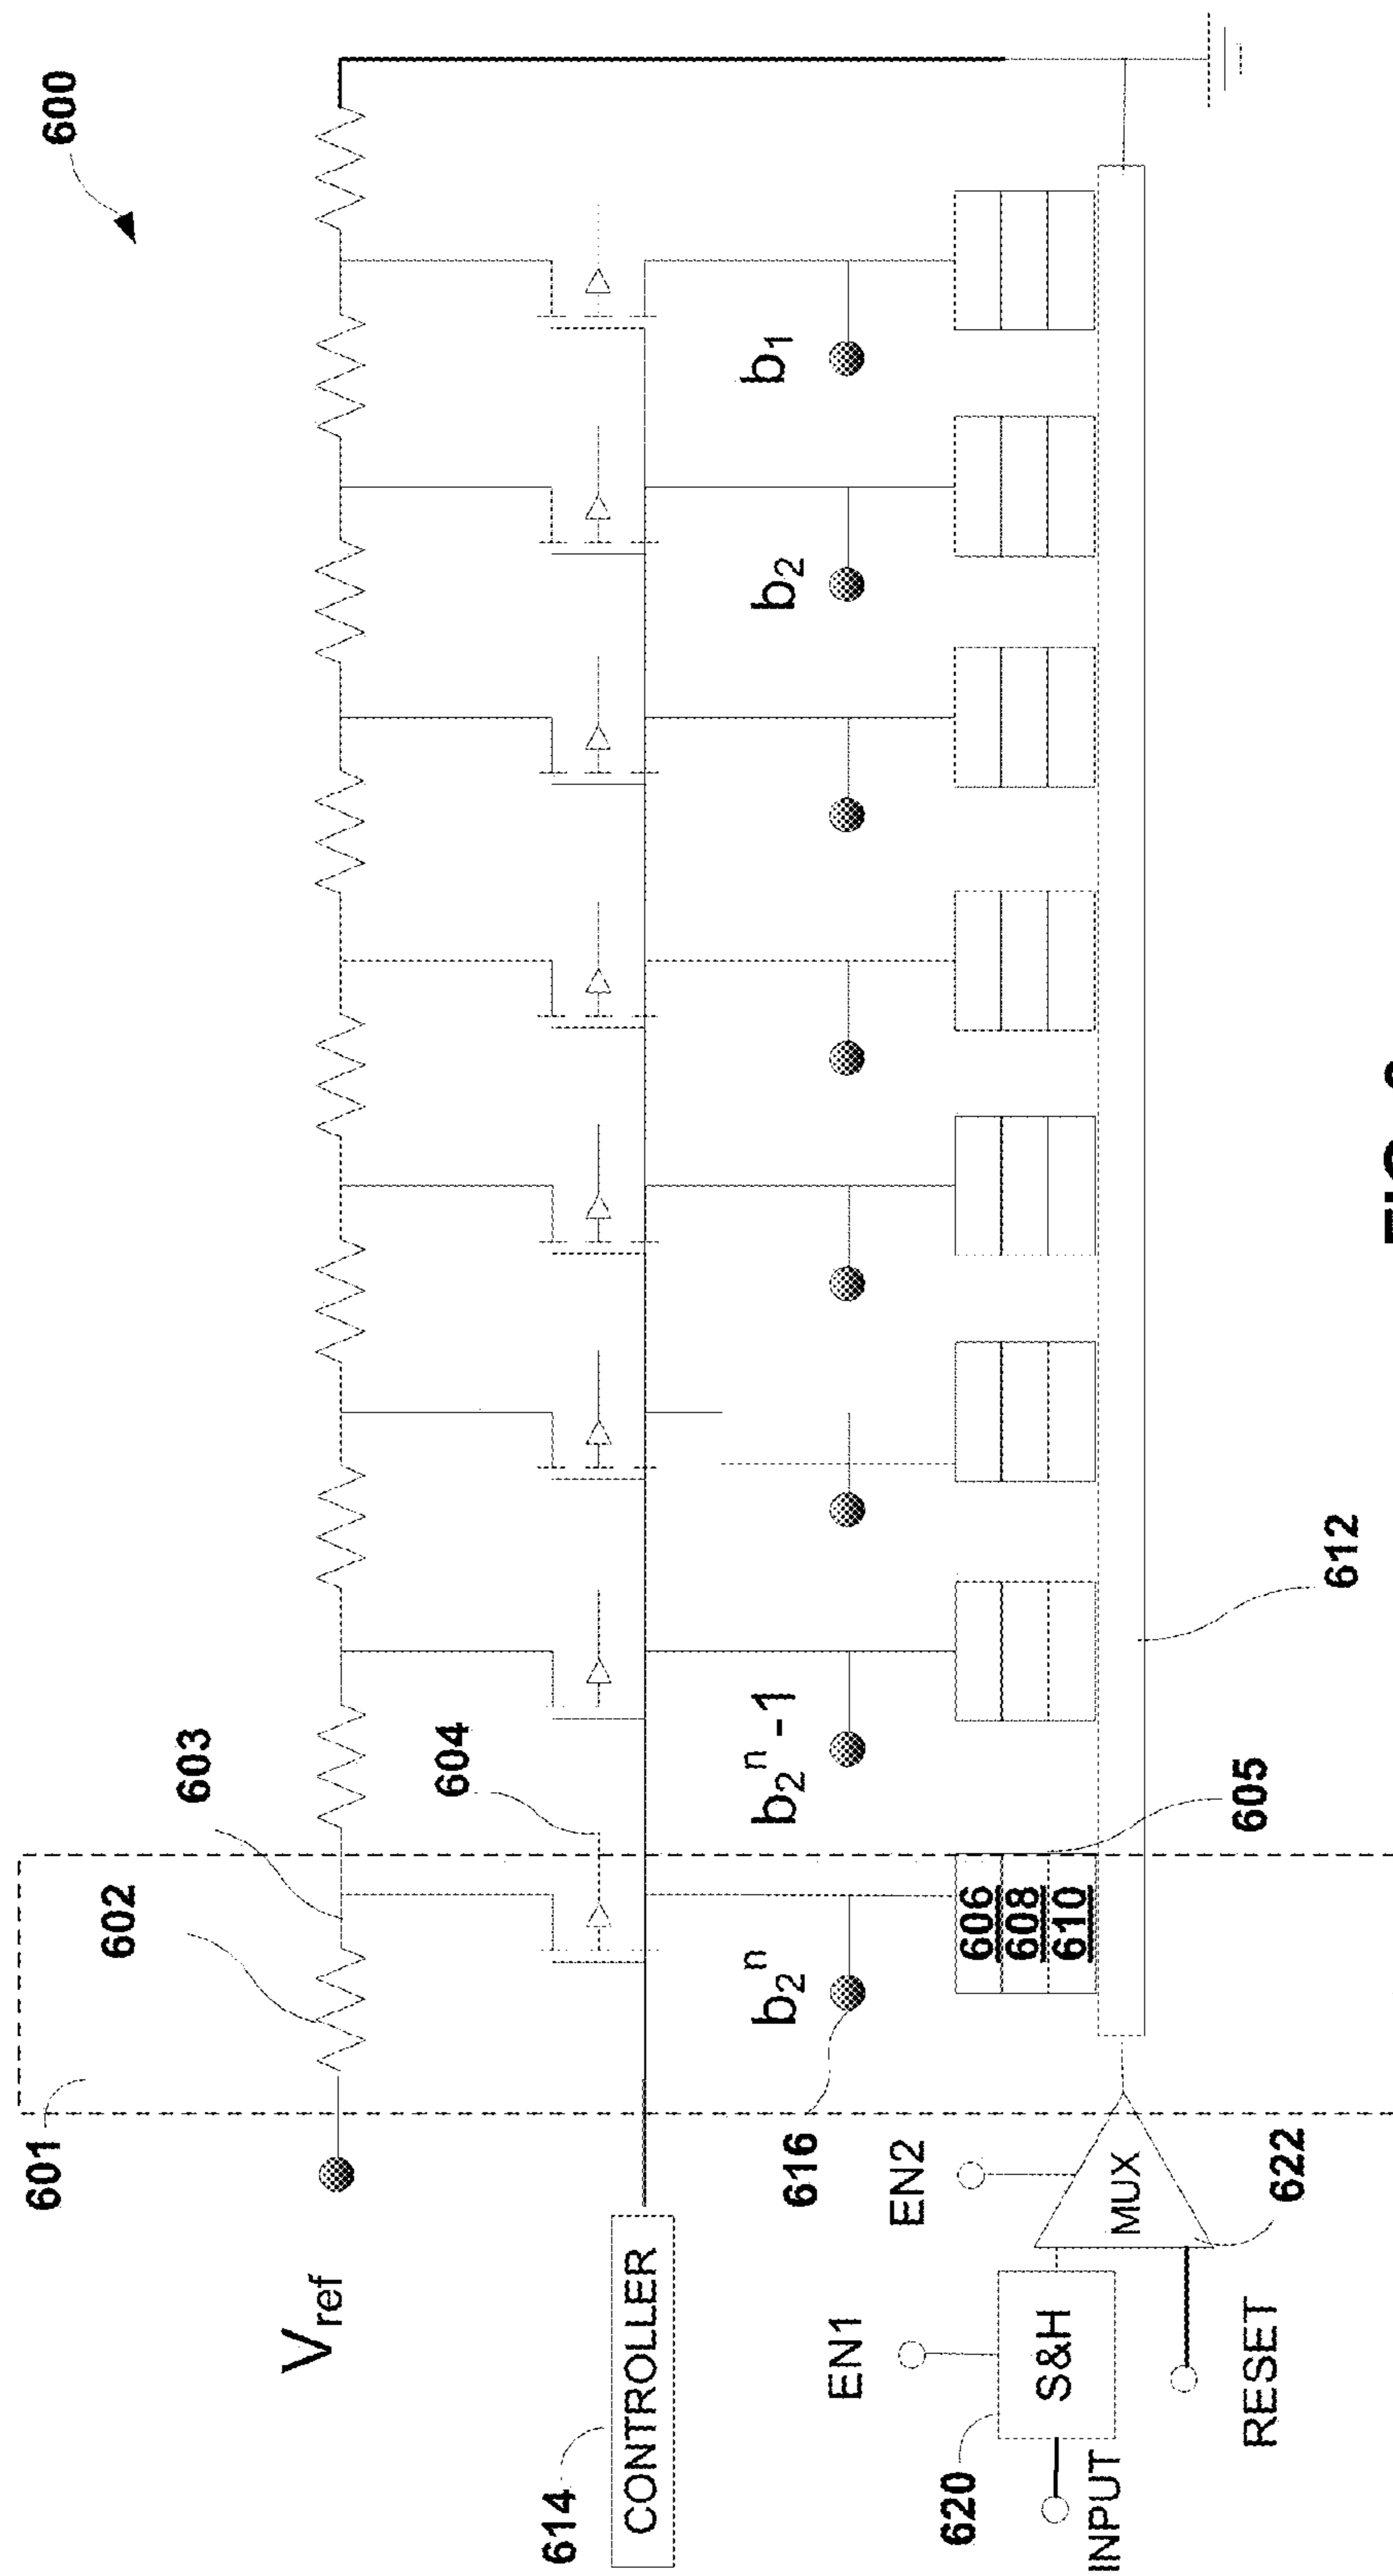 600
601
602
603
V_ref
604
614
CONTROLLER
b_2^n
b_2^n -1
b_2
b_1
616
606
608
610
605
612
EN1
EN2
620
S&H
INPUT
MUX
622
RESET